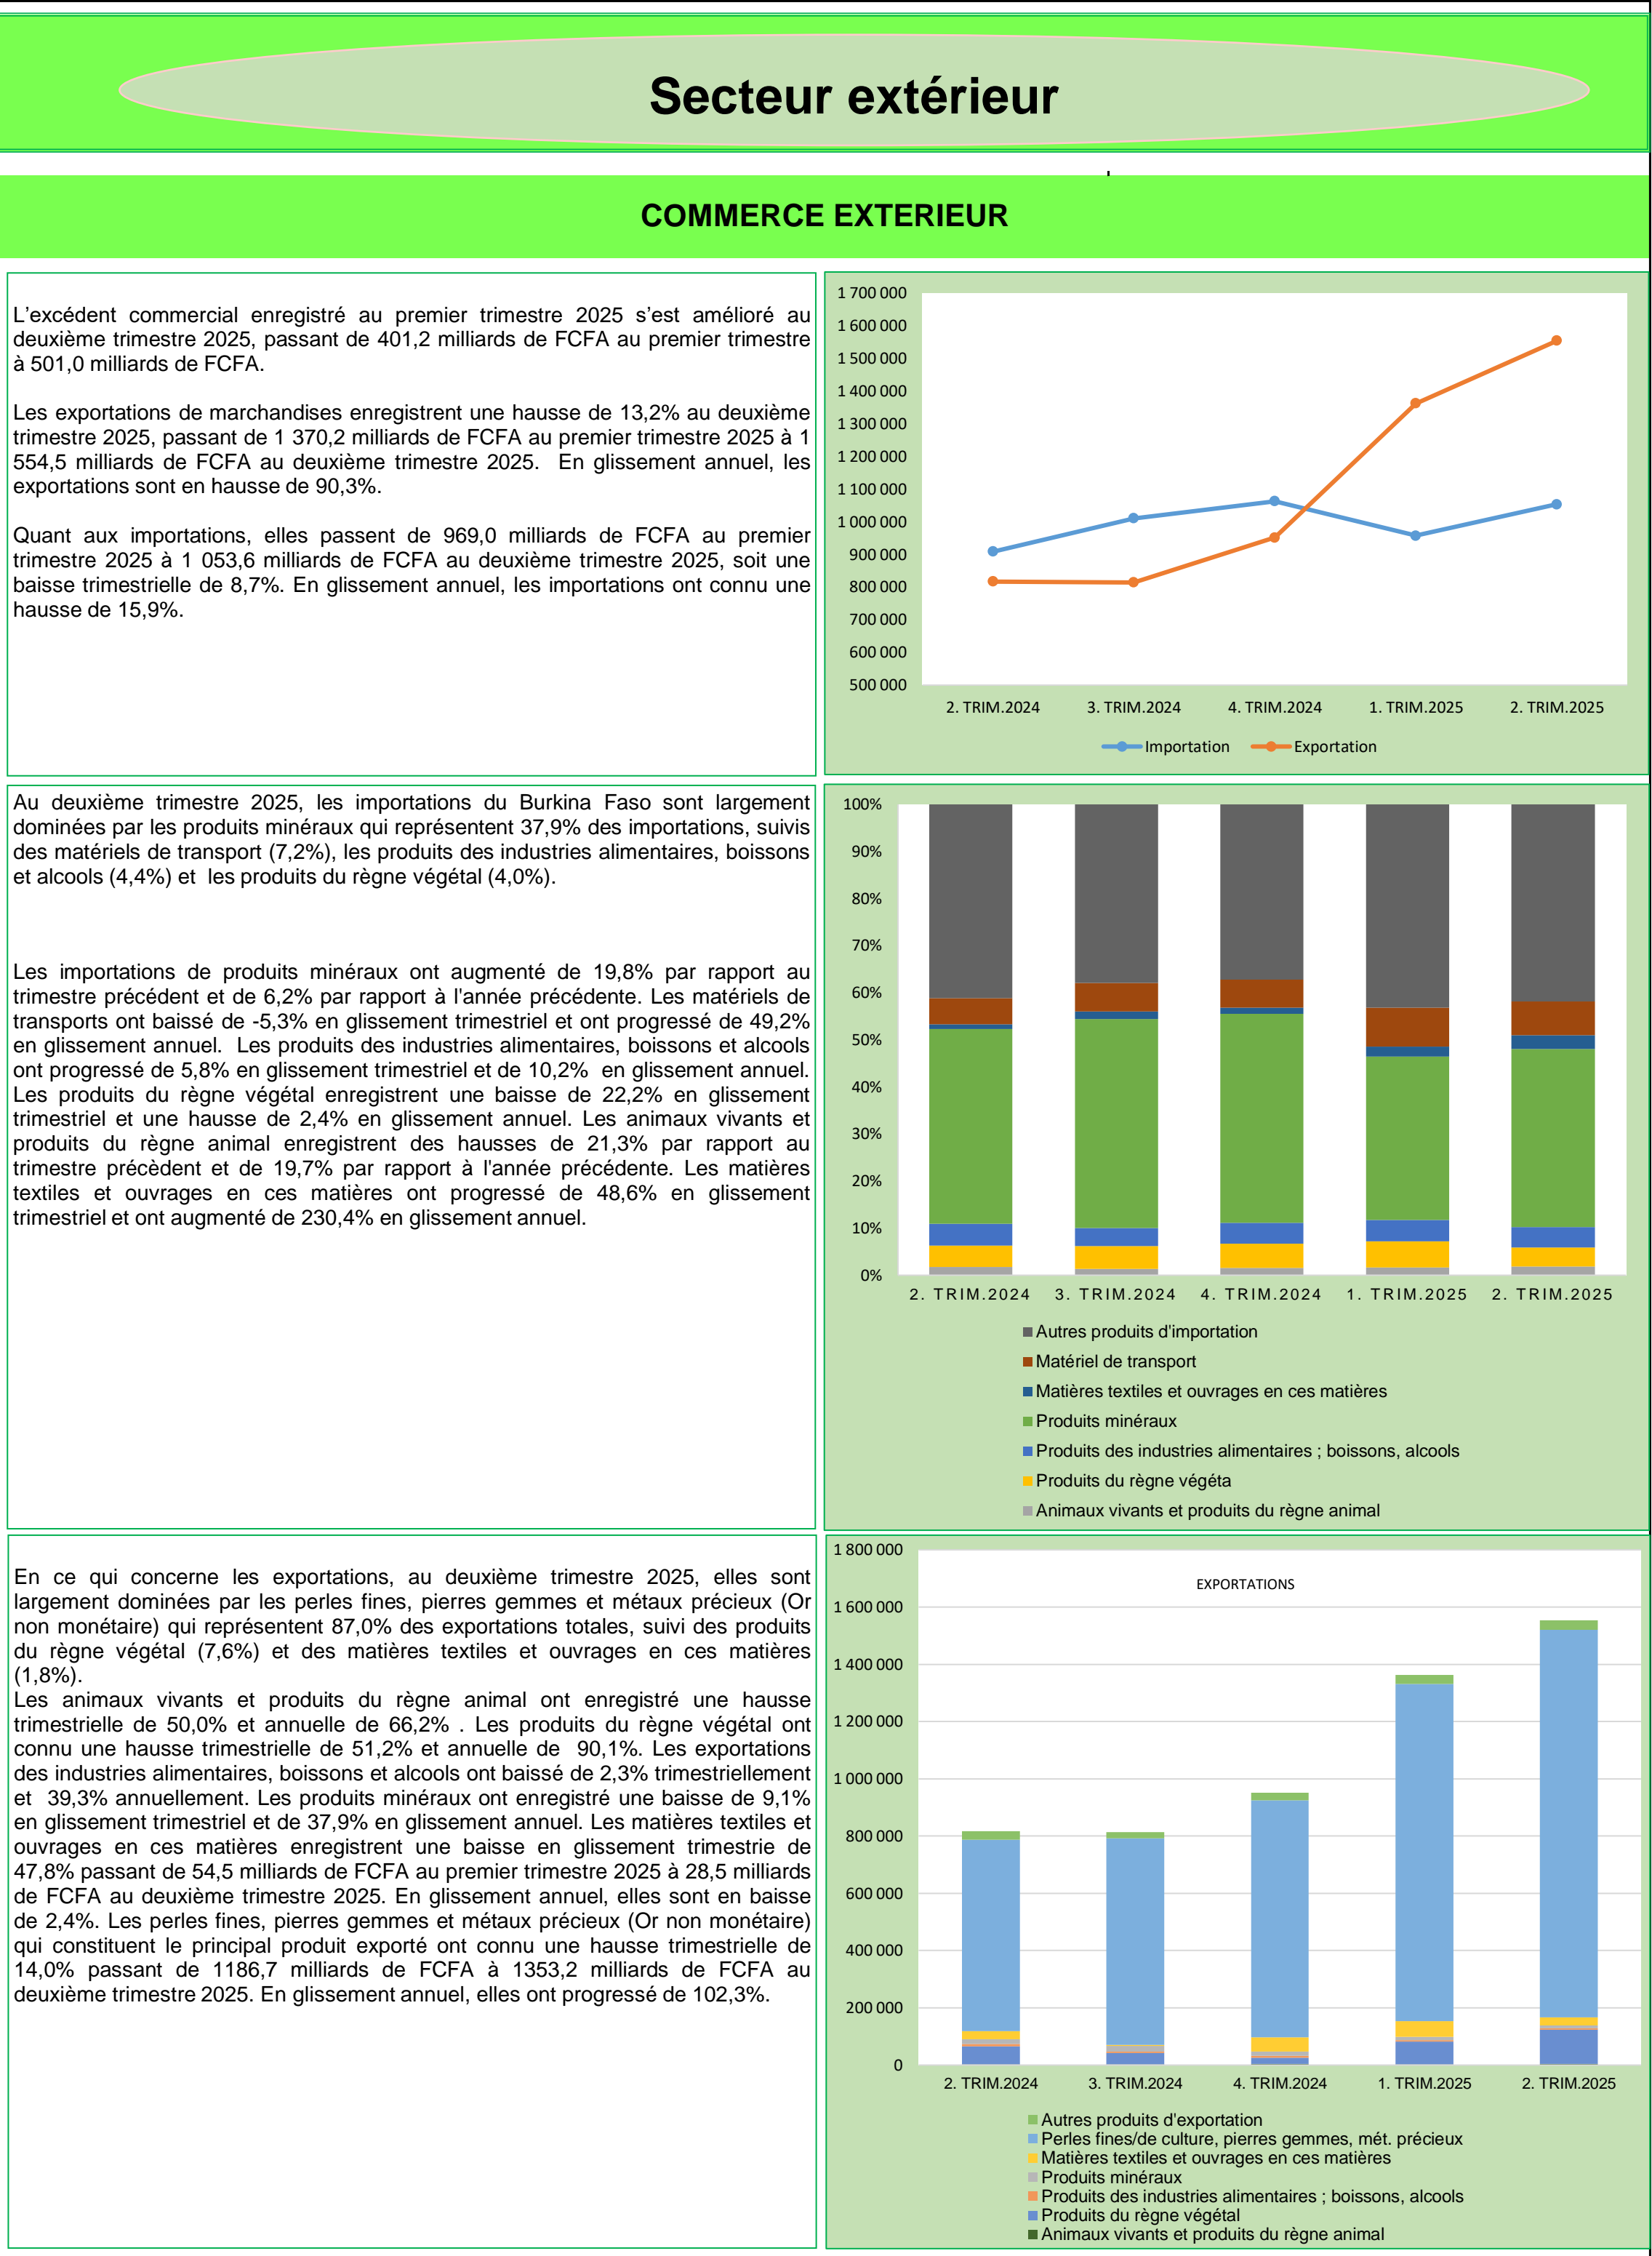 Secteur extérieur
COMMERCE EXTERIEUR
L'excédent commercial enregistré au premier trimestre 2025 s'est amélioré au
deuxième trimestre 2025, passant de 401,2 milliards de FCFA au premier trimestre
à 501,0 milliards de FCFA.
Les exportations de marchandises enregistrent une hausse de 13,2% au deuxième
trimestre 2025, passant de 1 370,2 milliards de FCFA au premier trimestre 2025 à 1
554,5 milliards de FCFA au deuxième trimestre 2025. En glissement annuel, les
exportations sont en hausse de 90,3%.
Quant aux importations, elles passent de 969,0 milliards de FCFA au premier
trimestre 2025 à 1 053,6 milliards de FCFA au deuxième trimestre 2025, soit une
baisse trimestrielle de 8,7%. En glissement annuel, les importations ont connu une
hausse de 15,9%.
1 700 000
1 600 000
1 500 000
1 400 000
1 300 000
1 200 000
1 100 000
1 000 000
900 000
800 000
700 000
600 000
500 000
2. TRIM.2024 3. TRIM.2024 4. TRIM.2024 1. TRIM.2025 2. TRIM.2025
Importation Exportation
Au deuxième trimestre 2025, les importations du Burkina Faso sont largement
dominées par les produits minéraux qui représentent 37,9% des importations, suivis
des matériels de transport (7,2%), les produits des industries alimentaires, boissons
et alcools (4,4%) et les produits du règne végétal (4,0%).
Les importations de produits minéraux ont augmenté de 19,8% par rapport au
trimestre précédent et de 6,2% par rapport à l'année précédente. Les matériels de
transports ont baissé de -5,3% en glissement trimestriel et ont progressé de 49,2%
en glissement annuel. Les produits des industries alimentaires, boissons et alcools
ont progressé de 5,8% en glissement trimestriel et de 10,2% en glissement annuel.
Les produits du règne végétal enregistrent une baisse de 22,2% en glissement
trimestriel et une hausse de 2,4% en glissement annuel. Les animaux vivants et
produits du règne animal enregistrent des hausses de 21,3% par rapport au
trimestre précèdent et de 19,7% par rapport à l'année précédente. Les matières
textiles et ouvrages en ces matières ont progressé de 48,6% en glissement
trimestriel et ont augmenté de 230,4% en glissement annuel.
100%
90%
80%
70%
60%
50%
40%
30%
20%
10%
0%
2. TRIM.2024 3. TRIM.2024 4. TRIM.2024 1. TRIM.2025 2. TRIM.2025
Autres produits d'importation
Matériel de transport
Matières textiles et ouvrages en ces matières
Produits minéraux
Produits des industries alimentaires ; boissons, alcools
Produits du règne végéta
Animaux vivants et produits du règne animal
En ce qui concerne les exportations, au deuxième trimestre 2025, elles sont
largement dominées par les perles fines, pierres gemmes et métaux précieux (Or
non monétaire) qui représentent 87,0% des exportations totales, suivi des produits
du règne végétal (7,6%) et des matières textiles et ouvrages en ces matières
(1,8%).
Les animaux vivants et produits du règne animal ont enregistré une hausse
trimestrielle de 50,0% et annuelle de 66,2% . Les produits du règne végétal ont
connu une hausse trimestrielle de 51,2% et annuelle de 90,1%. Les exportations
des industries alimentaires, boissons et alcools ont baissé de 2,3% trimestriellement
et 39,3% annuellement. Les produits minéraux ont enregistré une baisse de 9,1%
en glissement trimestriel et de 37,9% en glissement annuel. Les matières textiles et
ouvrages en ces matières enregistrent une baisse en glissement trimestrie de
47,8% passant de 54,5 milliards de FCFA au premier trimestre 2025 à 28,5 milliards
de FCFA au deuxième trimestre 2025. En glissement annuel, elles sont en baisse
de 2,4%. Les perles fines, pierres gemmes et métaux précieux (Or non monétaire)
qui constituent le principal produit exporté ont connu une hausse trimestrielle de
14,0% passant de 1186,7 milliards de FCFA à 1353,2 milliards de FCFA au
deuxième trimestre 2025. En glissement annuel, elles ont progressé de 102,3%.
EXPORTATIONS
1 800 000
1 600 000
1 400 000
1 200 000
1 000 000
800 000
600 000
400 000
200 000
0
2. TRIM.2024 3. TRIM.2024 4. TRIM.2024 1. TRIM.2025 2. TRIM.2025
Autres produits d'exportation
Perles fines/de culture, pierres gemmes, mét. précieux
Matières textiles et ouvrages en ces matières
Produits minéraux
Produits des industries alimentaires ; boissons, alcools
Produits du règne végétal
Animaux vivants et produits du règne animal